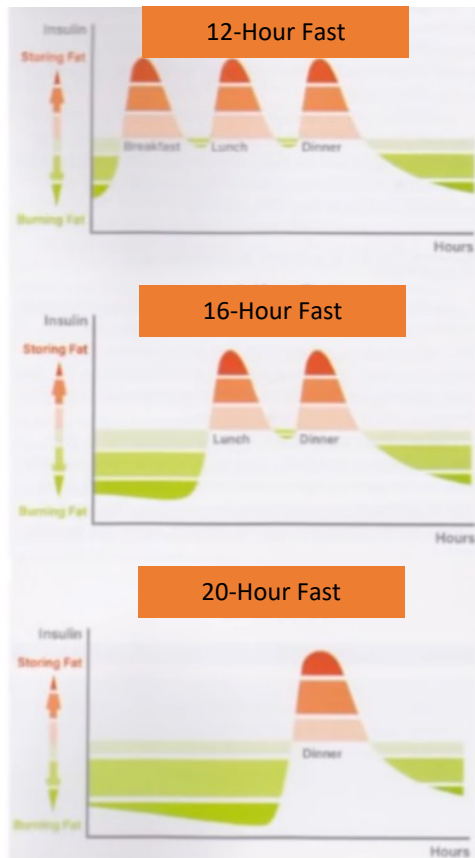 12-Hour Fast
Insulin
Storing Fat
Breakfast Lunch Dinner
Burning Fat
Hours
16-Hour Fast
Insulin
Storing Fat
Lunch Dinner
Burning Fat
Hours
20-Hour Fast
Insulin
Storing Fat
Dinner
Burning Fat
Hours